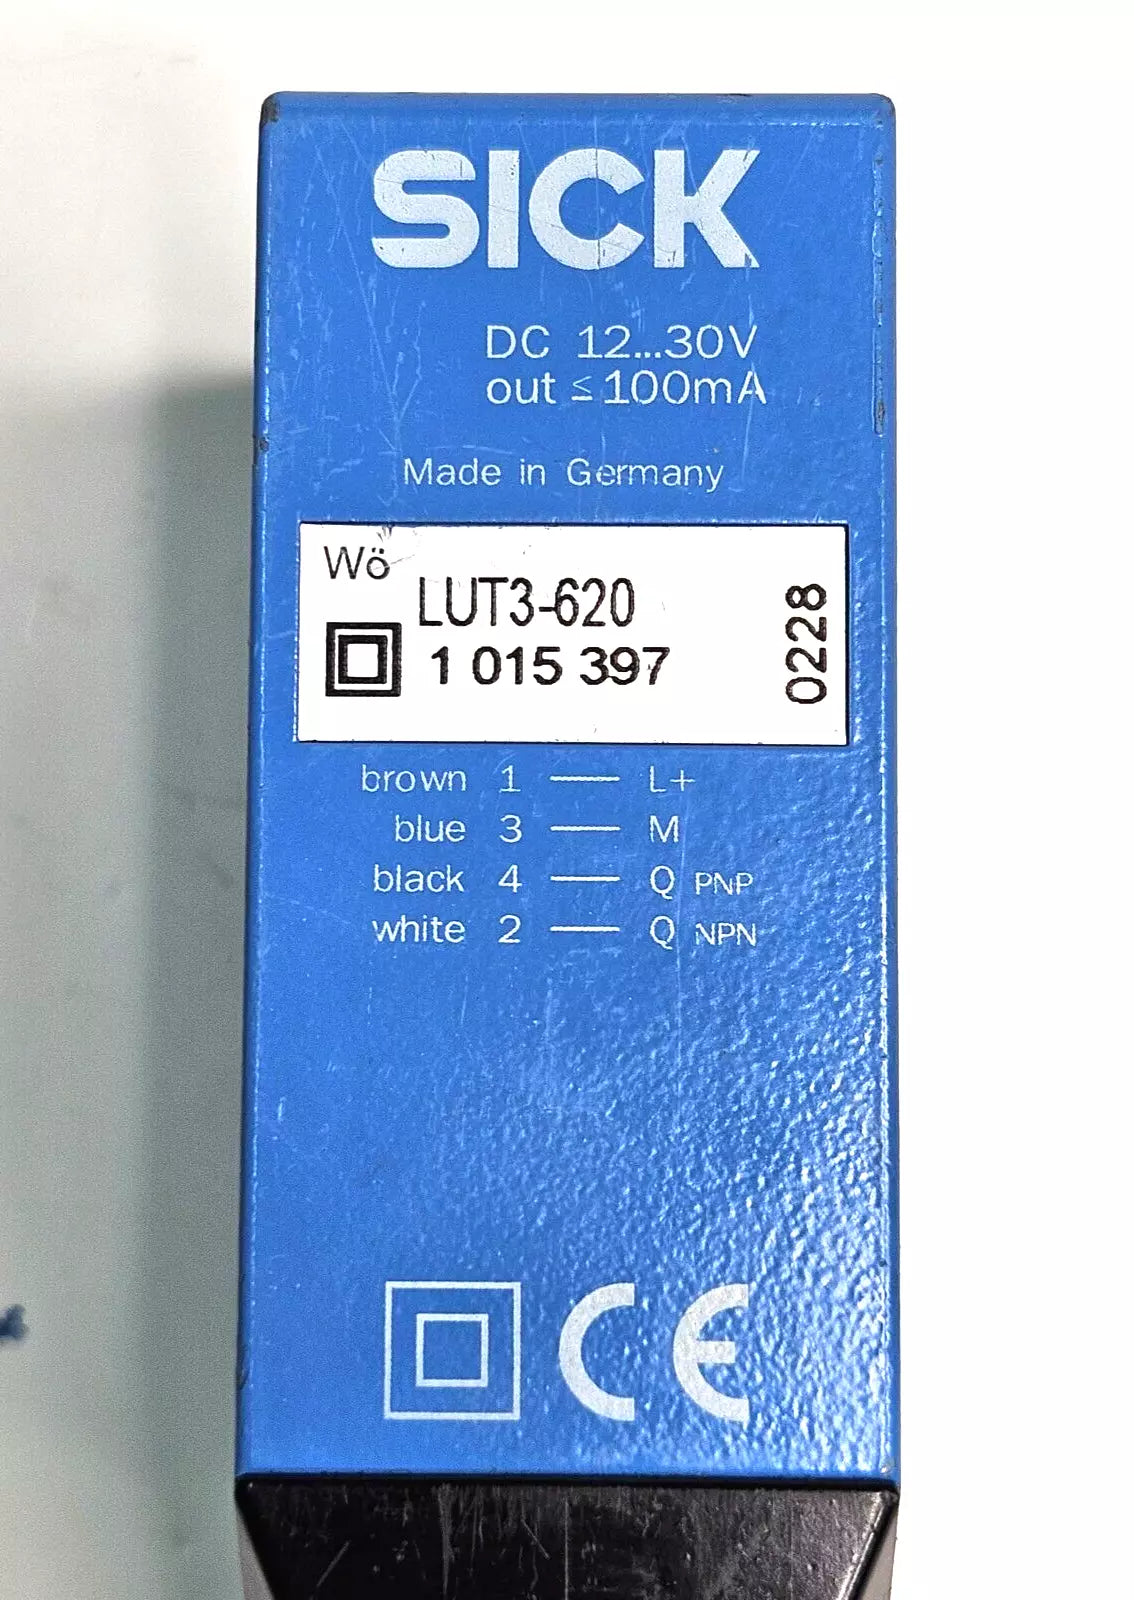 SICK
DC 12...30V
out ≤ 100mA
Made in Germany
Wö
LUT3-620
1 015 397
0228
brown 1 — L+
blue 3 — M
black 4 — Q PNP
white 2 — Q NPN
CE